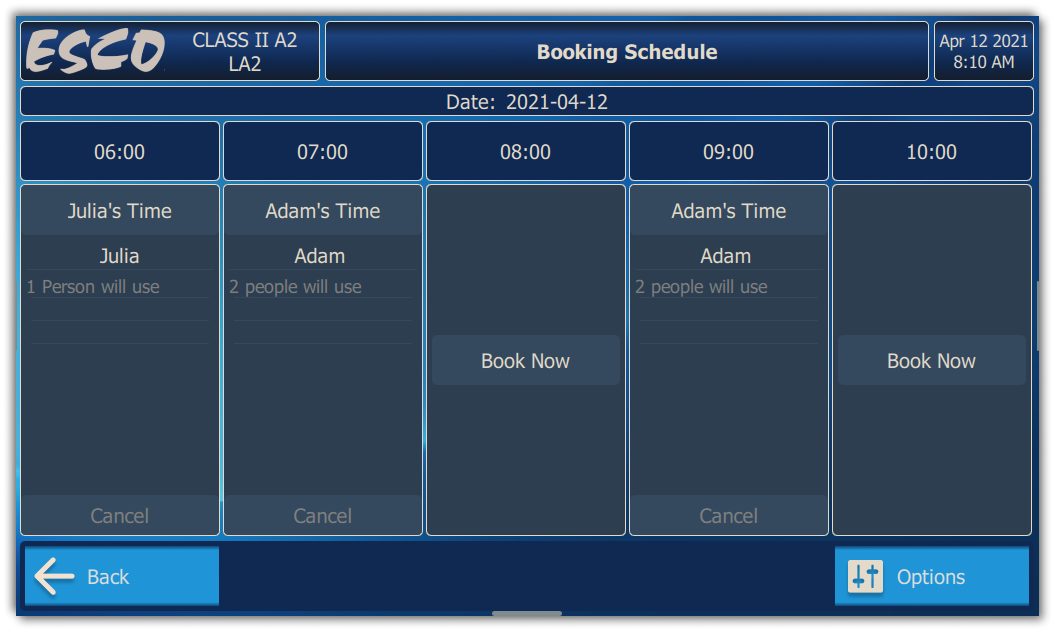 ESCO
CLASS II A2
LA2
Booking Schedule
Apr 12 2021
8:10 AM
Date: 2021-04-12
06:00
07:00
08:00
09:00
10:00
Julia's Time
Julia
1 Person will use
Cancel
Adam's Time
Adam
2 people will use
Cancel
Book Now
Adam's Time
Adam
2 people will use
Cancel
Book Now
Back
Options